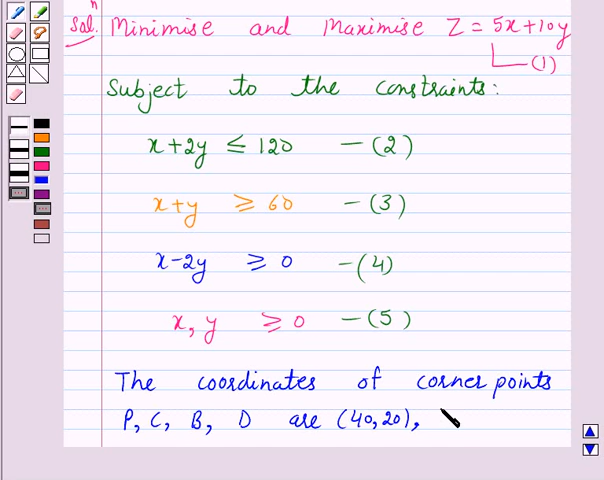 Solⁿ. Minimise and Maximise Z = 5x+10y
(1)
Subject to the constraints:
x+2y ≤ 120 - (2)
x+y ≥ 60 - (3)
x-2y ≥ 0 - (4)
x, y ≥ 0 - (5)
The coordinates of corner points
P, C, B, D are (40,20),